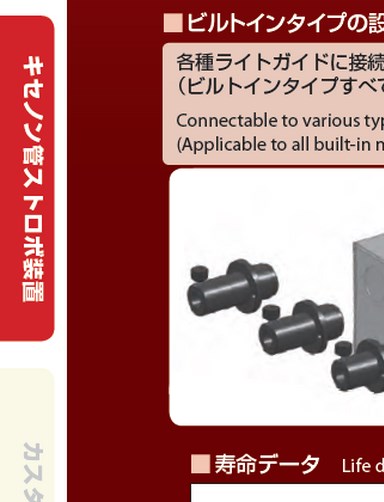 キセノン管ストロボ装置
カスタ
■ビルトインタイプの設
各種ライトガイドに接続
（ビルトインタイプすべて
Connectable to various typ
(Applicable to all built-in m
■寿命データ Life d